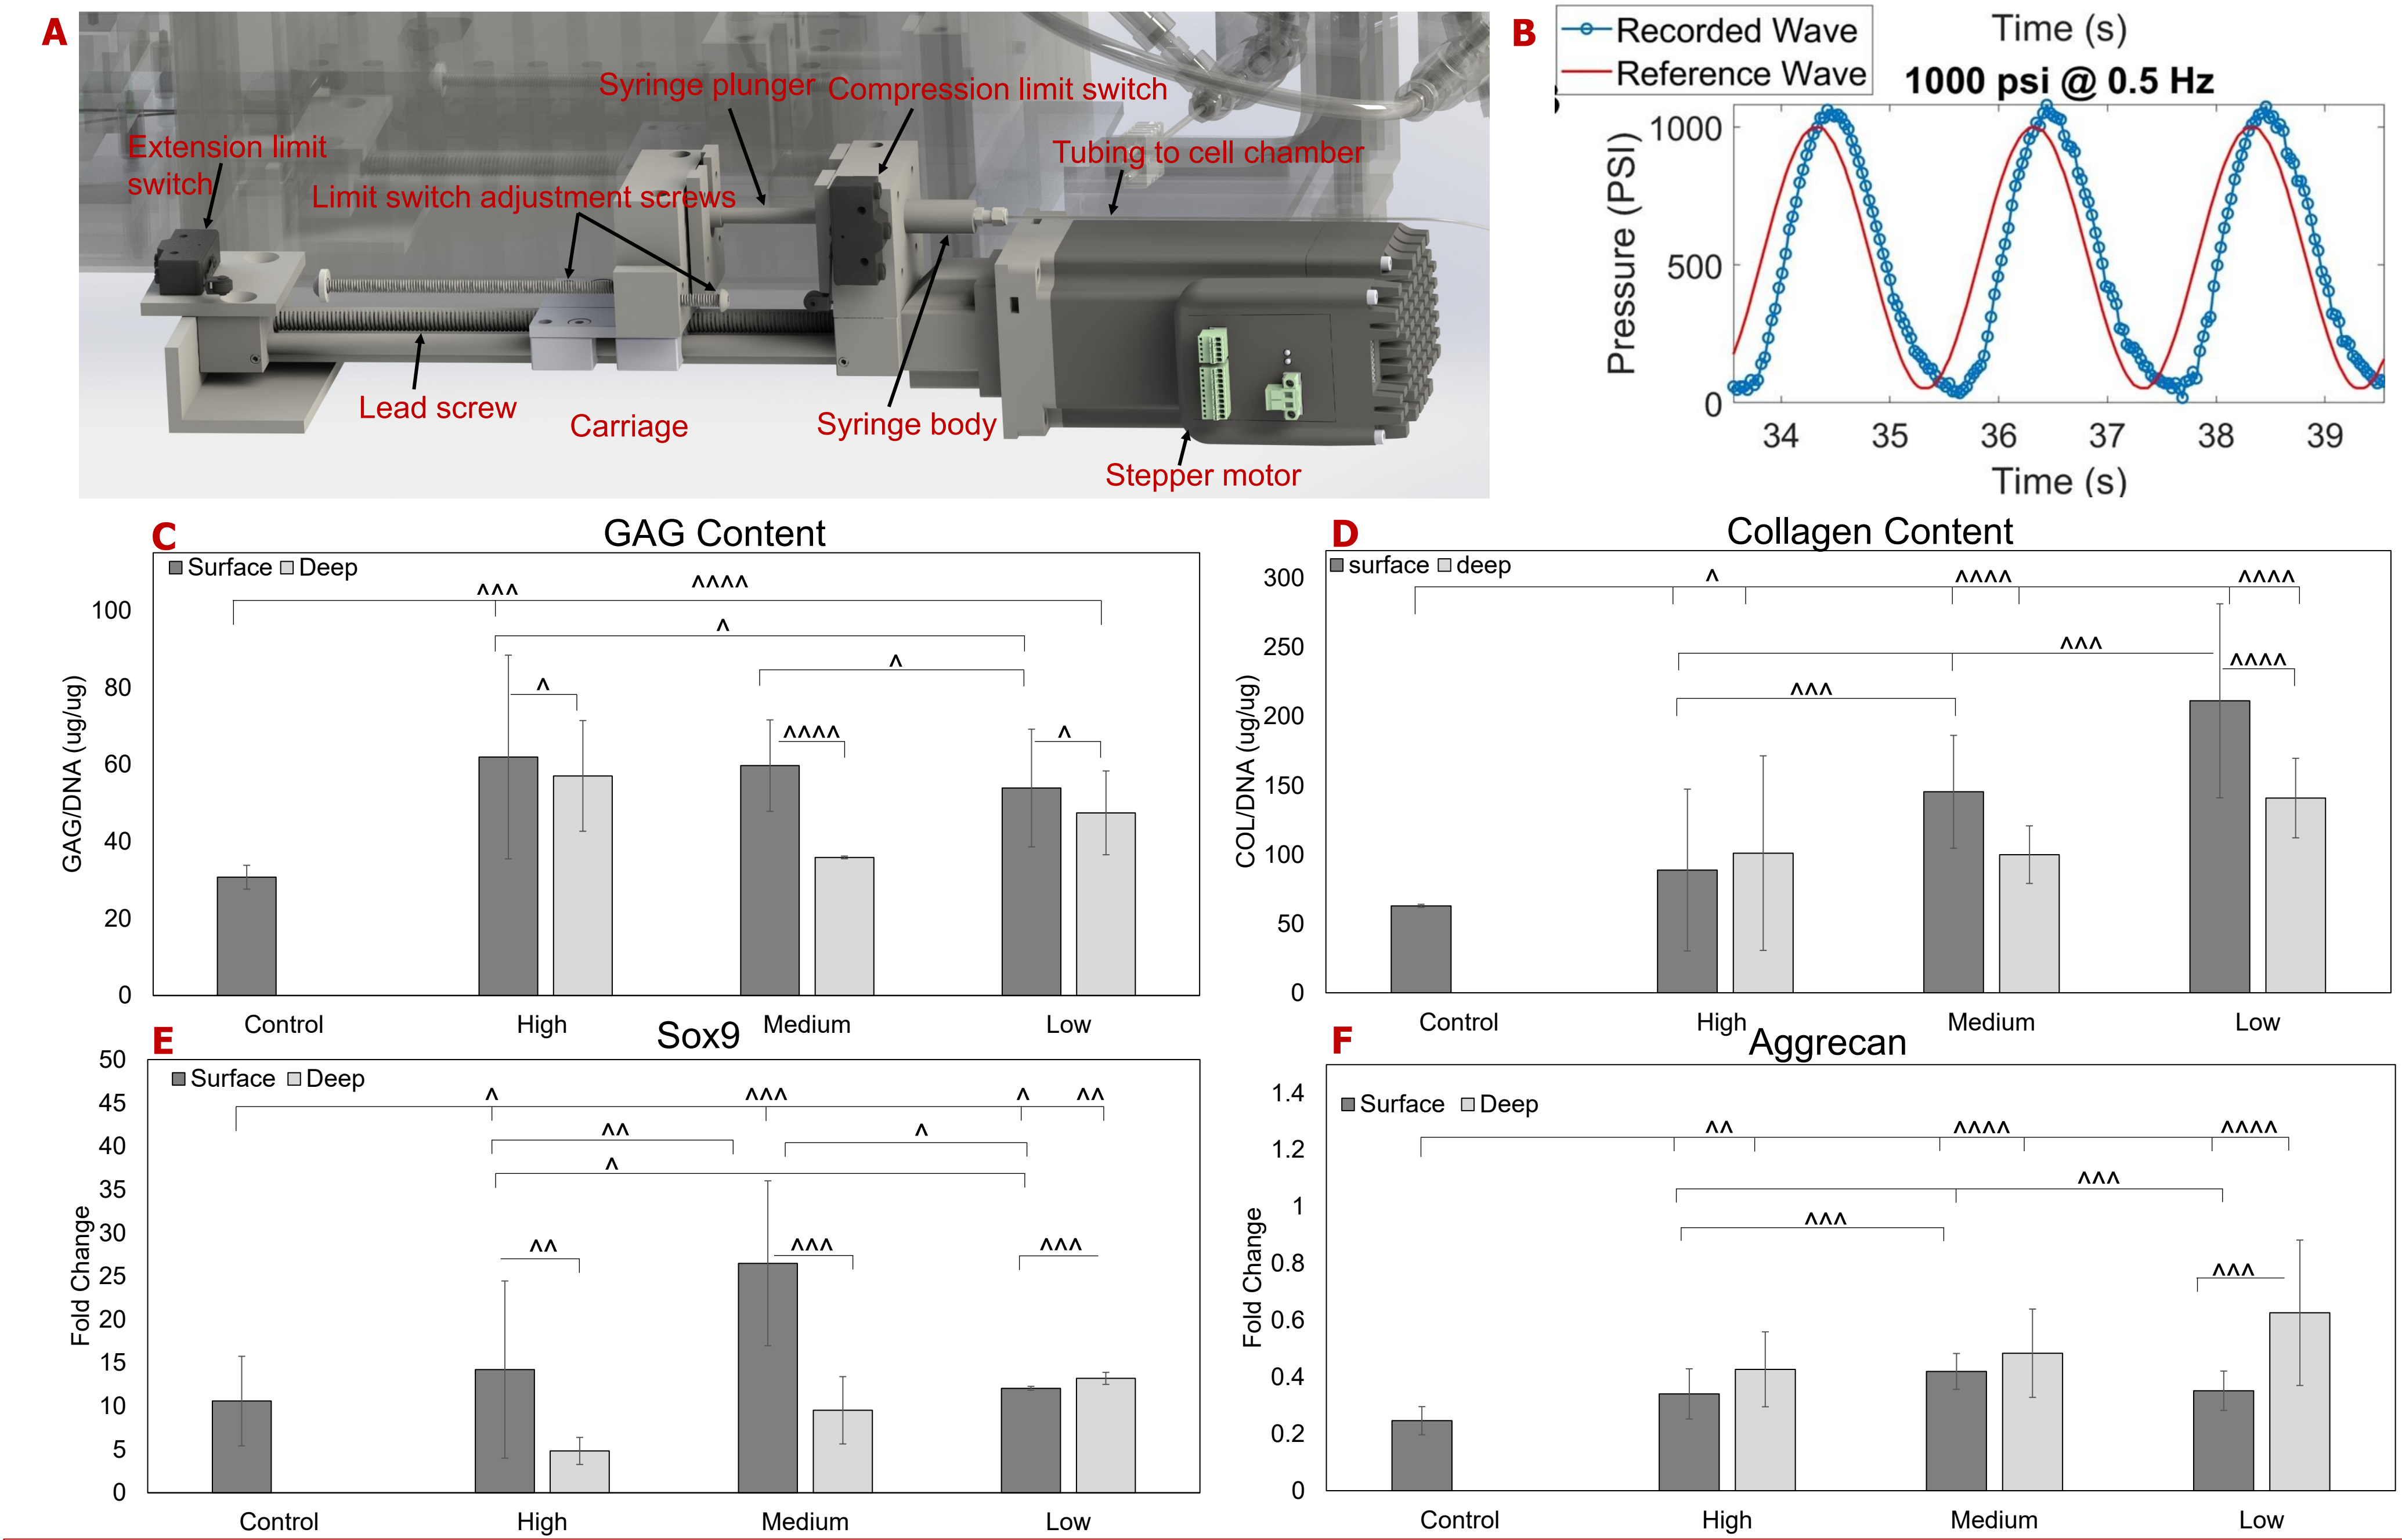 A
Syringe plunger
Compression limit switch
Extension limit
switch
Limit switch adjustment screws
Tubing to cell chamber
Lead screw
Carriage
Syringe body
Stepper motor
B
Recorded Wave
Reference Wave
Time (s)
1000 psi @ 0.5 Hz
Pressure (PSI)
1000
500
0
34 35 36 37 38 39
Time (s)
C
GAG Content
Surface Deep
^^^ ^^^^
^
^
^
^^^^
^
GAG/DNA (ug/ug)
100
80
60
40
20
0
Control High Medium Low
D
Collagen Content
surface deep
^ ^^^^ ^^^^
^^^
^^^^
^^^
COL/DNA (ug/ug)
300
250
200
150
100
50
0
Control High Medium Low
E
Sox9
Surface Deep
^ ^^^ ^ ^^
^^ ^
^
^^ ^^^ ^^^
Fold Change
50
45
40
35
30
25
20
15
10
5
0
Control High Medium Low
F
Aggrecan
Surface Deep
^^ ^^^^ ^^^^
^^^
^^^
^^^
Fold Change
1.4
1.2
1
0.8
0.6
0.4
0.2
0
Control High Medium Low